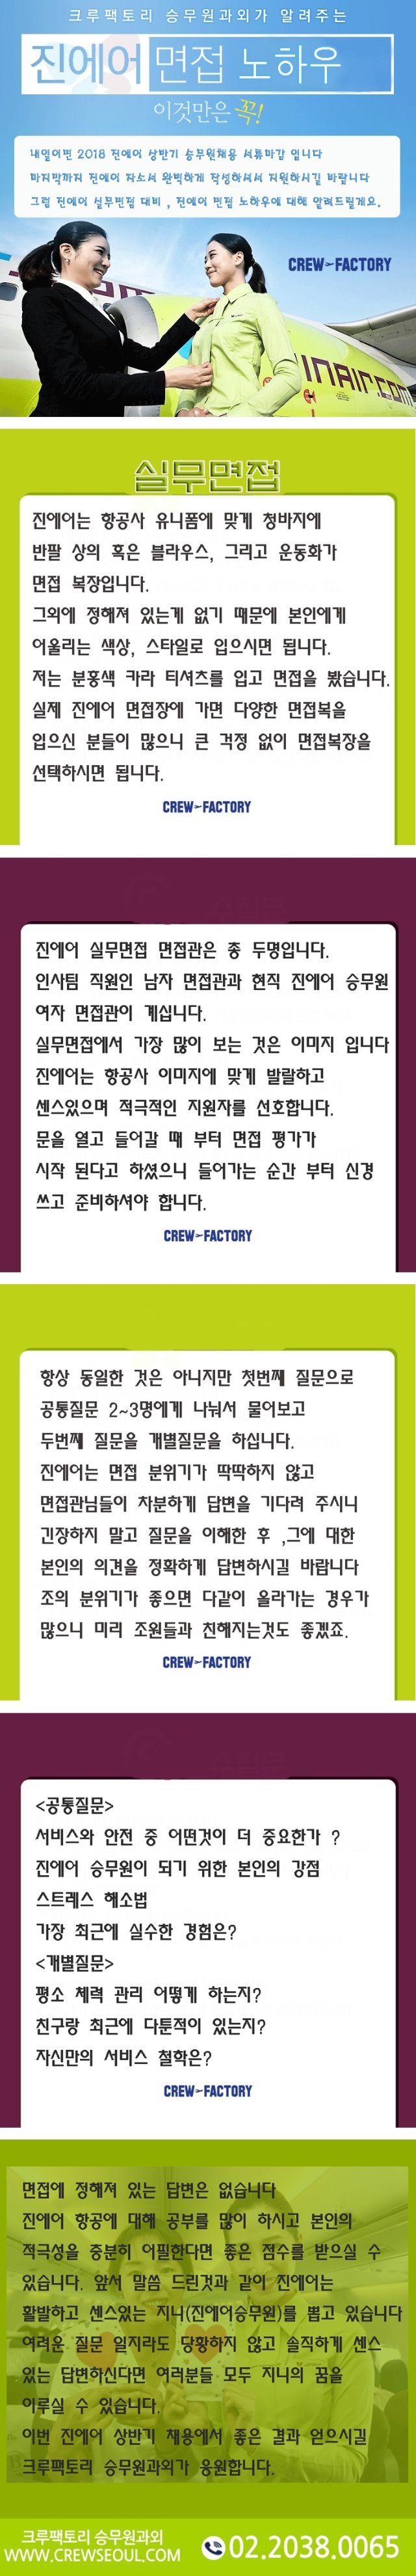 크루팩토리 승무원과외가 알려주는
진에어 면접 노하우
이것만은 꼭!
내일이면 2018 진에어 상반기 승무원채용 서류마감 입니다
마지막까지 진에어 자소서 완벽하게 작성하셔서 지원하시길 바랍니다
그럼 진에어 실무면접 대비 , 진에어 면접 노하우에 대해 알려드릴게요.
CREW FACTORY
INAIR.COM
실무면접
진에어는 항공사 유니폼에 맞게 청바지에
반팔 상의 혹은 블라우스, 그리고 운동화가
면접 복장입니다.
그외에 정해져 있는게 없기 때문에 본인에게
어울리는 색상, 스타일로 입으시면 됩니다.
저는 분홍색 카라 티셔츠를 입고 면접을 봤습니다.
실제 진에어 면접장에 가면 다양한 면접복을
입으신 분들이 많으니 큰 걱정 없이 면접복장을
선택하시면 됩니다.
CREW FACTORY
진에어 실무면접 면접관은 총 두명입니다.
인사팀 직원인 남자 면접관과 현직 진에어 승무원
여자 면접관이 계십니다.
실무면접에서 가장 많이 보는 것은 이미지 입니다
진에어는 항공사 이미지에 맞게 발랄하고
센스있으며 적극적인 지원자를 선호합니다.
문을 열고 들어갈 때 부터 면접 평가가
시작 된다고 하셨으니 들어가는 순간 부터 신경
쓰고 준비하셔야 합니다.
CREW FACTORY
항상 동일한 것은 아니지만 첫번째 질문으로
공통질문 2~3명에게 나눠서 물어보고
두번째 질문을 개별질문을 하십니다.
진에어는 면접 분위기가 딱딱하지 않고
면접관님들이 차분하게 답변을 기다려 주시니
긴장하지 말고 질문을 이해한 후 ,그에 대한
본인의 의견을 정확하게 답변하시길 바랍니다
조의 분위기가 좋으면 다같이 올라가는 경우가
많으니 미리 조원들과 친해지는것도 좋겠죠.
CREW FACTORY
<공통질문>
서비스와 안전 중 어떤것이 더 중요한가 ?
진에어 승무원이 되기 위한 본인의 강점
스트레스 해소법
가장 최근에 실수한 경험은?
<개별질문>
평소 체력 관리 어떻게 하는지?
친구랑 최근에 다툰적이 있는지?
자신만의 서비스 철학은?
CREW FACTORY
면접에 정해져 있는 답변은 없습니다
진에어 항공에 대해 공부를 많이 하시고 본인의
적극성을 충분히 어필한다면 좋은 점수를 받으실 수
있습니다. 앞서 말씀 드린것과 같이 진에어는
활발하고 센스있는 지니(진에어승무원)를 뽑고 있습니다
어려운 질문 일지라도 당황하지 않고 솔직하게 센스
있는 답변하신다면 여러분들 모두 지니의 꿈을
이루실 수 있습니다.
이번 진에어 상반기 채용에서 좋은 결과 얻으시길
크루팩토리 승무원과외가 응원합니다.
크루팩토리 승무원과외
WWW.CREWSEOUL.COM
02.2038.0065